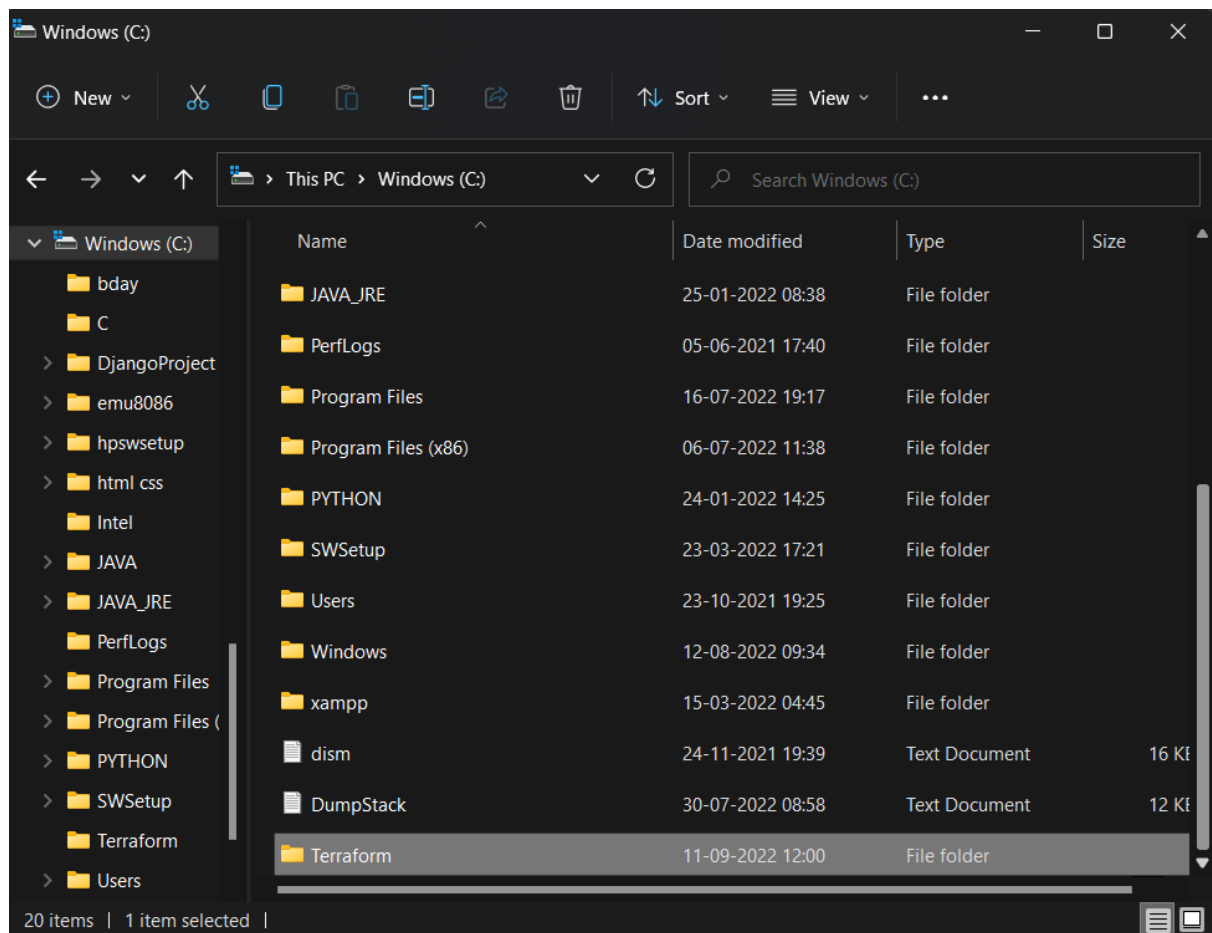 Windows (C:)
New Sort View
This PC > Windows (C:) Search Windows (C:)
Windows (C:)
bday
C
DjangoProject
emu8086
hpswsetup
html css
Intel
JAVA
JAVA_JRE
PerfLogs
Program Files
Program Files (
PYTHON
SWSetup
Terraform
Users
Name Date modified Type Size
JAVA_JRE 25-01-2022 08:38 File folder
PerfLogs 05-06-2021 17:40 File folder
Program Files 16-07-2022 19:17 File folder
Program Files (x86) 06-07-2022 11:38 File folder
PYTHON 24-01-2022 14:25 File folder
SWSetup 23-03-2022 17:21 File folder
Users 23-10-2021 19:25 File folder
Windows 12-08-2022 09:34 File folder
xampp 15-03-2022 04:45 File folder
dism 24-11-2021 19:39 Text Document 16 KB
DumpStack 30-07-2022 08:58 Text Document 12 KB
Terraform 11-09-2022 12:00 File folder
20 items | 1 item selected |